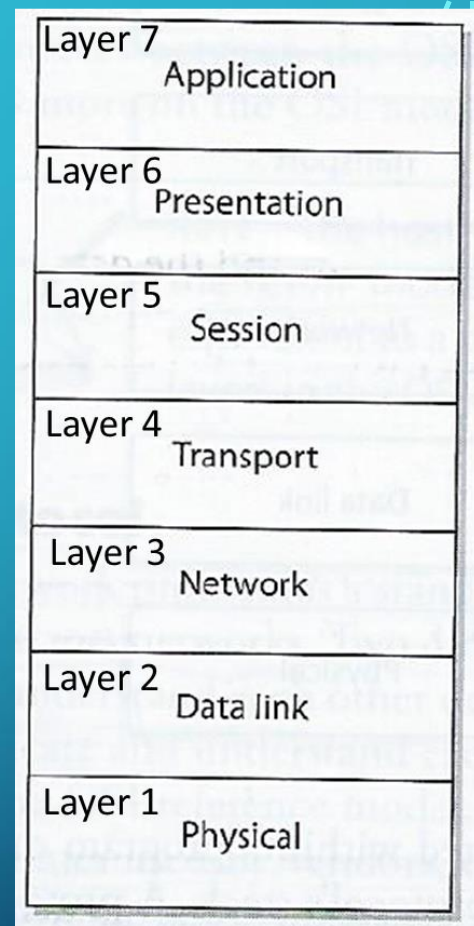 Layer 7
Application
Layer 6
Presentation
Layer 5
Session
Layer 4
Transport
Layer 3
Network
Layer 2
Data link
Layer 1
Physical